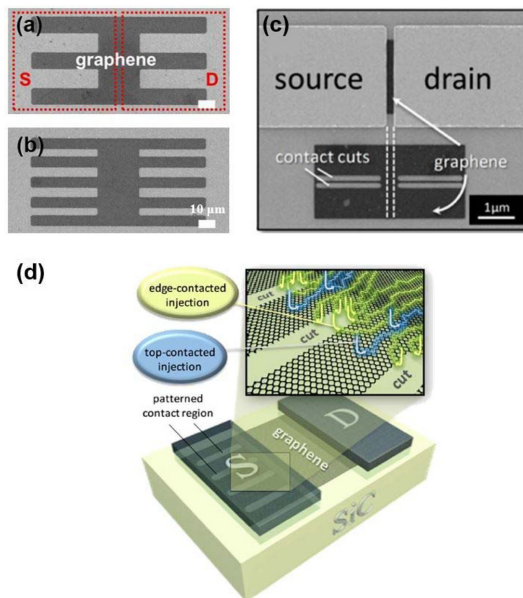 (a)
graphene
S
D
(b)
10 μm
(c)
source
drain
contact cuts
graphene
1μm
(d)
edge-contacted
injection
top-contacted
injection
patterned
contact region
cut
cut
cut
S
graphene
D
SiC